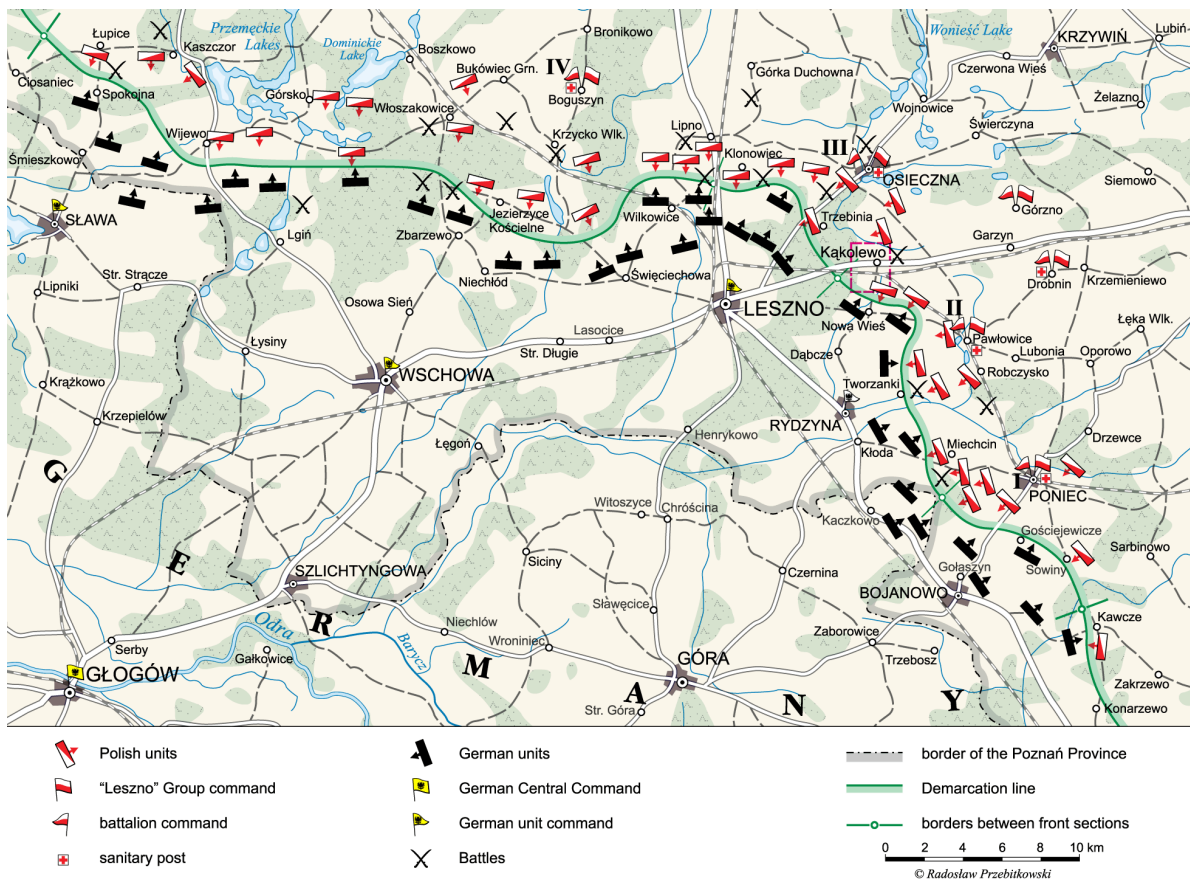 Łupice
Kaszczor
Przemęckie
Lakes
Dominickie
Lake
Boszkowo
Bronikowo
Wonieść Lake
KRZYWIŃ
Lubiń
Ciosaniec
Spokojna
Górsko
Bukówiec Grn.
IV
Boguszyn
Górka Duchowna
Czerwona Wieś
Wojnowice
Żelazno
Włoszakowice
Wijewo
Krzycko Wlk.
Lipno
Świerczyna
Śmieszkowo
Klonowiec
III
OSIECZNA
Siemowo
SŁAWA
Jezierzyce
Kościelne
Wilkowice
Trzebinia
Górzno
Lgiń
Zbarzewo
Garzyn
Kąkolewo
Str. Strącze
Niechłód
Święciechowa
Drobnin
Krzemieniewo
Lipniki
Osowa Sień
LESZNO
Nowa Wieś
II
Pawłowice
Łęka Wlk.
Lasocice
Str. Długie
Łysiny
Dąbcze
Lubonia
Oporowo
Robczysko
WSCHOWA
Krążkowo
Tworzanki
Krzepielów
RYDZYNA
Łęgoń
Henrykowo
Kłoda
Miechcin
Drzewce
G
I
PONIEC
Witoszyce
Chróścina
Kaczkowo
Gościejewice
Sarbinowo
E
Siciny
Sowiny
SZLICHTYNGOWA
Czernina
Gołaszyn
BOJANOWO
Sławęcice
R
Odra
Niechlów
Barycz
Wroniniec
Kawcze
Serby
Zaborowice
Gałkowice
Trzebosz
M
GÓRA
GŁOGÓW
A
N
Y
Zakrzewo
Str. Góra
Konarzewo
Polish units
German units
border of the Poznań Province
“Leszno” Group command
German Central Command
Demarcation line
battalion command
German unit command
borders between front sections
sanitary post
Battles
0 2 4 6 8 10 km
© Radosław Przebitkowski